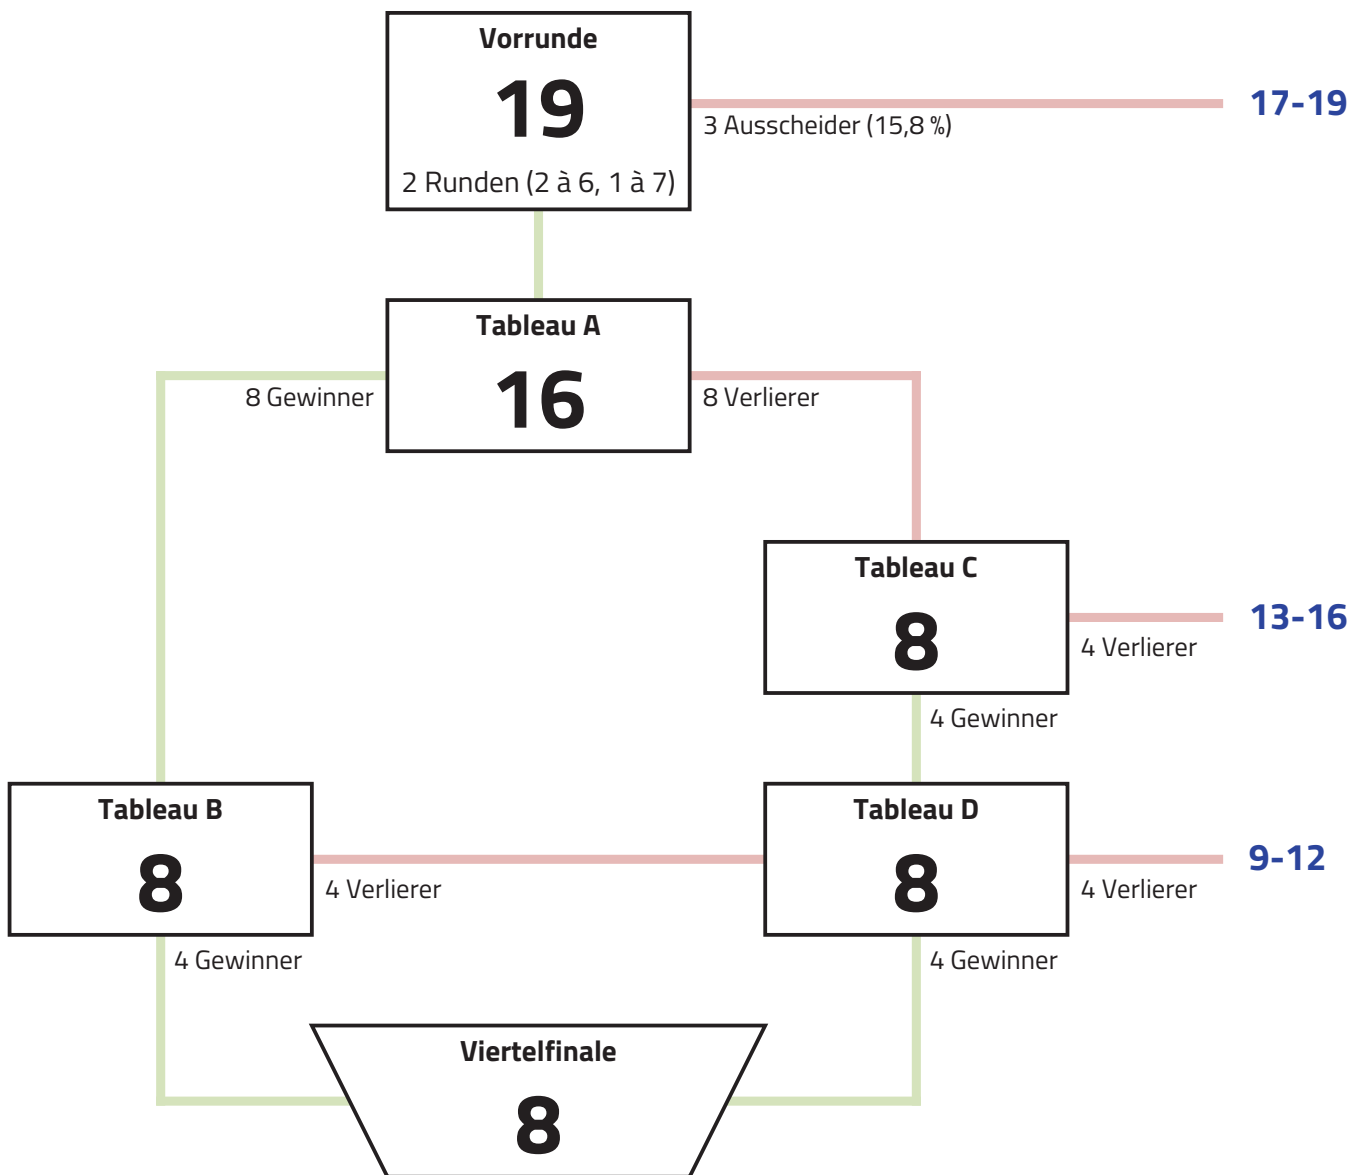 Vorrunde
19
17-19
3 Ausscheider (15,8 %)
2 Runden (2 à 6, 1 à 7)
Tableau A
16
8 Gewinner
8 Verlierer
Tableau C
8
13-16
4 Verlierer
4 Gewinner
Tableau B
8
4 Verlierer
4 Gewinner
Tableau D
8
9-12
4 Verlierer
4 Gewinner
Viertelfinale
8